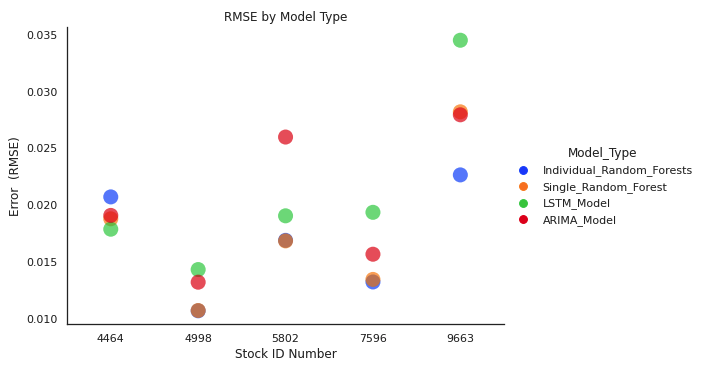 RMSE by Model Type
0.035
0.030
0.025
0.020
0.015
0.010
Error  (RMSE)
4464 4998 5802 7596 9663
Stock ID Number
Model_Type
Individual_Random_Forests
Single_Random_Forest
LSTM_Model
ARIMA_Model